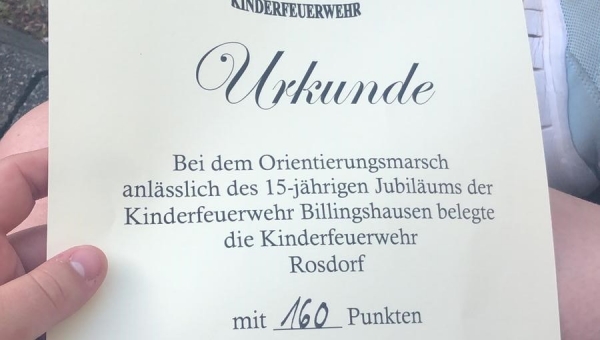 KINDERFEUERWEHR
Urkunde
Bei dem Orientierungsmarsch
anlässlich des 15-jährigen Jubiläums der
Kinderfeuerwehr Billingshausen belegte
die Kinderfeuerwehr
Rosdorf
mit 160 Punkten